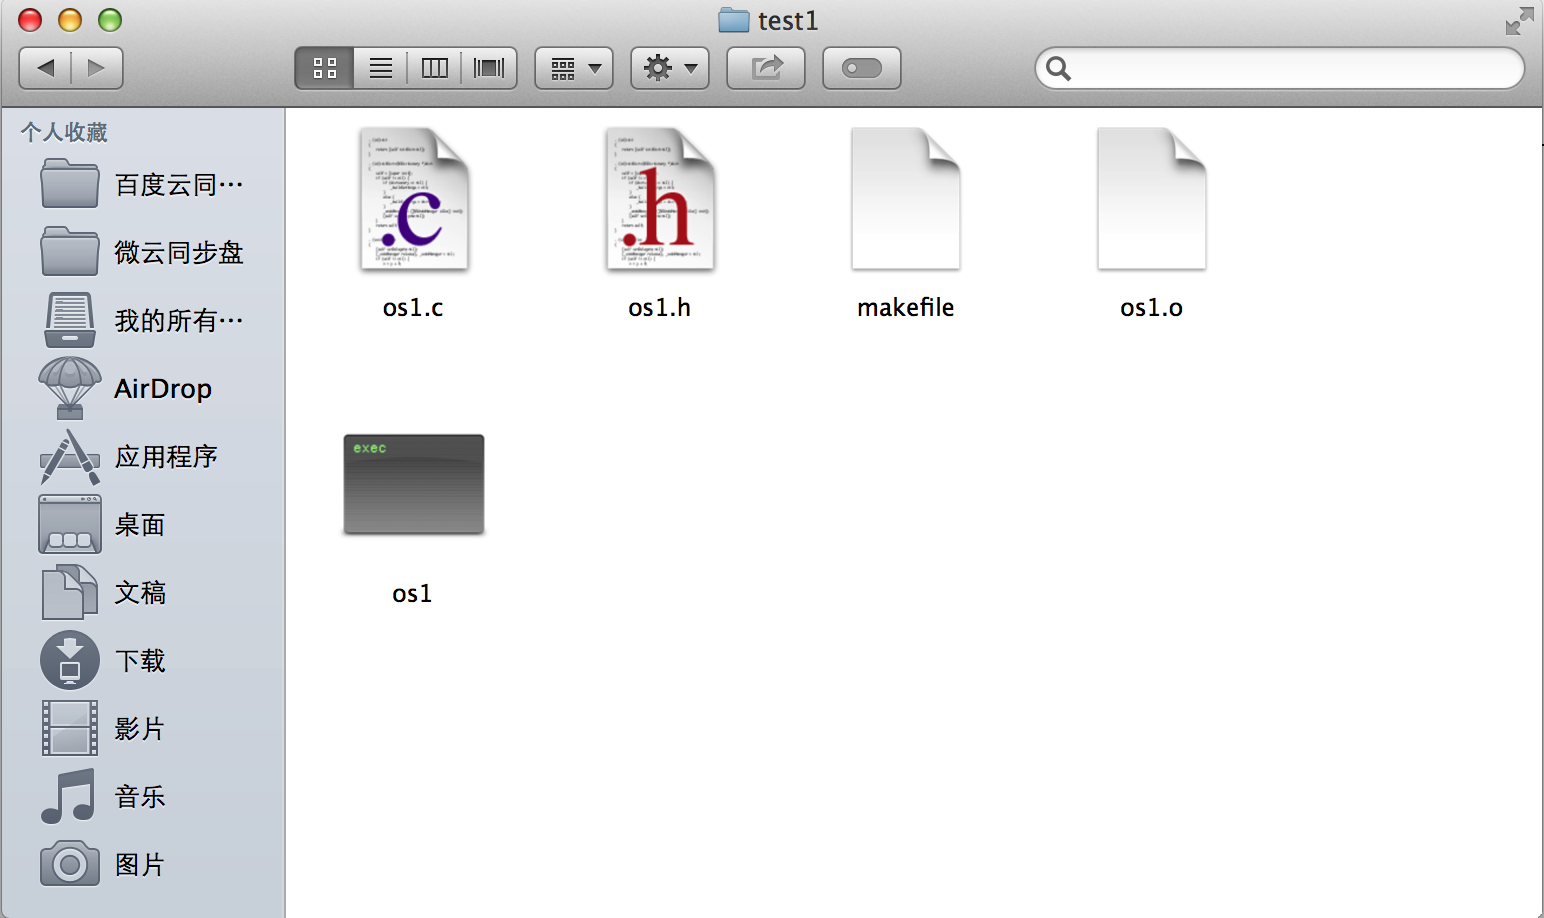 test1
个人收藏
百度云同…
微云同步盘
我的所有…
AirDrop
应用程序
桌面
文稿
下载
影片
音乐
图片
.c
.h
os1.c
os1.h
makefile
os1.o
exec
os1